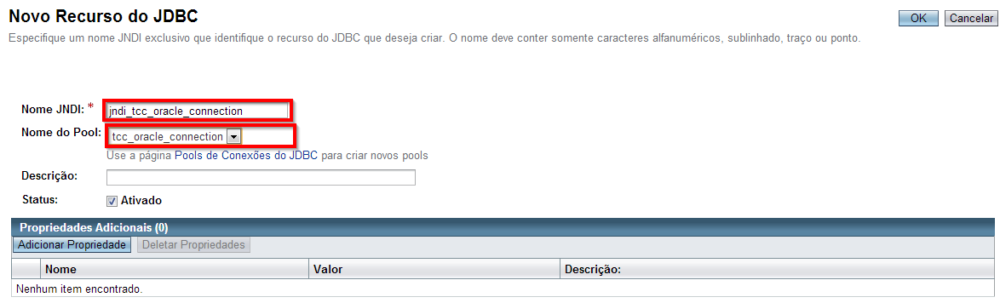 Novo Recurso do JDBC
OK Cancelar
Especifique um nome JNDI exclusivo que identifique o recurso do JDBC que deseja criar. O nome deve conter somente caracteres alfanuméricos, sublinhado, traço ou ponto.
Nome JNDI: * jndi_tcc_oracle_connection
Nome do Pool: tcc_oracle_connection
Use a página Pools de Conexões do JDBC para criar novos pools
Descrição:
Status: Ativado
Propriedades Adicionais (0)
Adicionar Propriedade Deletar Propriedades
Nome Valor Descrição:
Nenhum item encontrado.